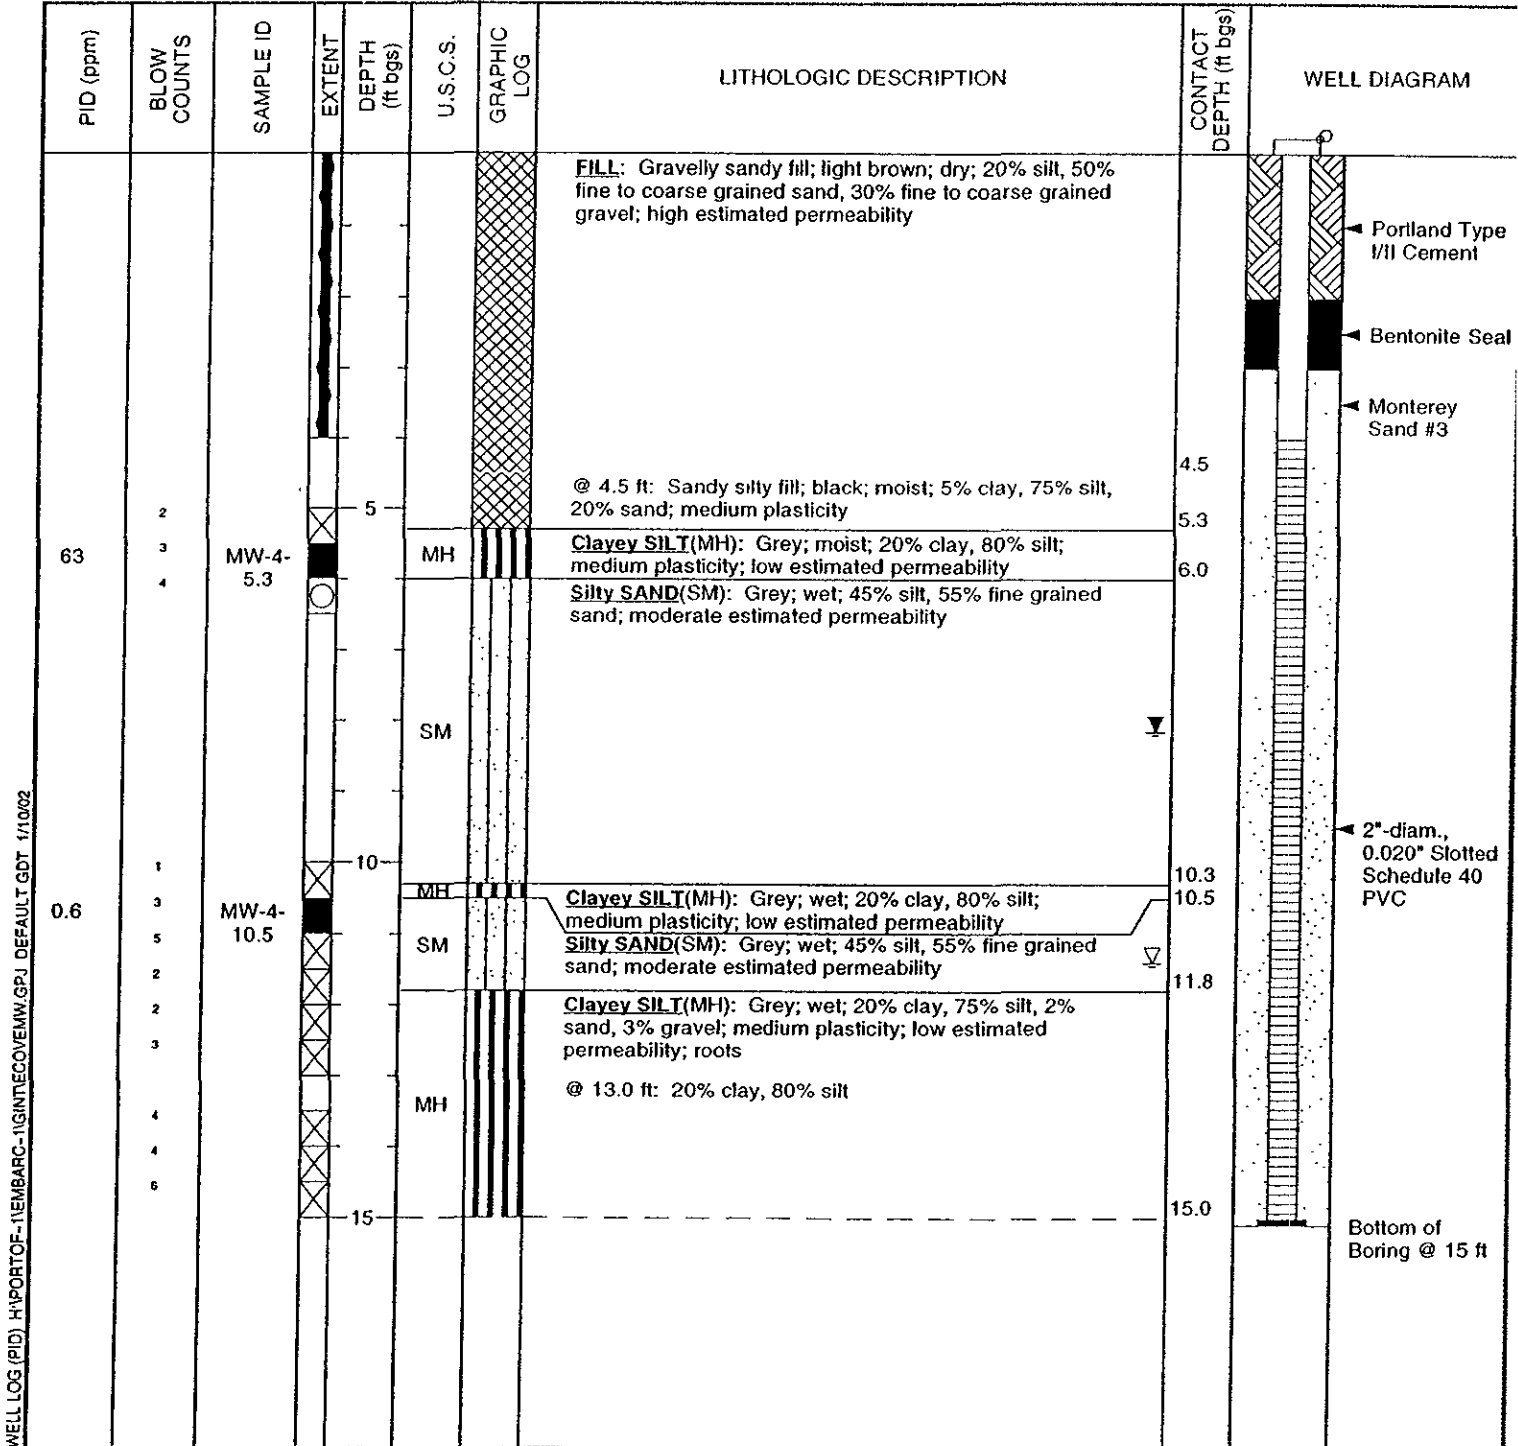 PID (ppm)
BLOW
COUNTS
SAMPLE ID
EXTENT
DEPTH
(ft bgs)
U.S.C.S.
GRAPHIC
LOG
LITHOLOGIC DESCRIPTION
CONTACT
DEPTH (ft bgs)
WELL DIAGRAM
FILL: Gravelly sandy fill; light brown; dry; 20% silt, 50%
fine to coarse grained sand, 30% fine to coarse grained
gravel; high estimated permeability
Portland Type
I/II Cement
Bentonite Seal
Monterey
Sand #3
4.5
@ 4.5 ft: Sandy silty fill; black; moist; 5% clay, 75% silt,
20% sand; medium plasticity
2
5
5.3
63
3
MW-4-
5.3
MH
Clayey SILT(MH): Grey; moist; 20% clay, 80% silt;
medium plasticity; low estimated permeability
6.0
4
Silty SAND(SM): Grey; wet; 45% silt, 55% fine grained
sand; moderate estimated permeability
SM
2"-diam.,
0.020" Slotted
Schedule 40
PVC
1
10
10.3
0.6
3
MW-4-
10.5
MH
Clayey SILT(MH): Grey; wet; 20% clay, 80% silt;
medium plasticity; low estimated permeability
10.5
5
SM
Silty SAND(SM): Grey; wet; 45% silt, 55% fine grained
sand; moderate estimated permeability
2
11.8
2
3
Clayey SILT(MH): Grey; wet; 20% clay, 75% silt, 2%
sand, 3% gravel; medium plasticity; low estimated
permeability; roots
@ 13.0 ft: 20% clay, 80% silt
MH
4
4
6
15
15.0
Bottom of
Boring @ 15 ft
WELL LOG (PID) H:\PORTOF~1\EMBARC~1\GINT\ECOVEMW.GPJ DEFAULT.GDT 1/10/02